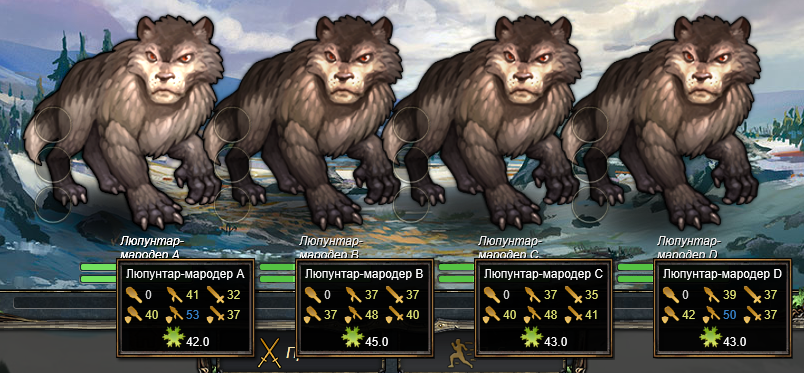 Люпунтар-
мародер A
Люпунтар-
мародер B
Люпунтар-
мародер C
Люпунтар-
мародер D
Люпунтар-мародер A
0 41 32
40 53 37
42.0
Люпунтар-мародер B
0 37 37
37 48 40
45.0
Люпунтар-мародер C
0 37 35
40 48 41
43.0
Люпунтар-мародер D
0 39 37
42 50 37
43.0